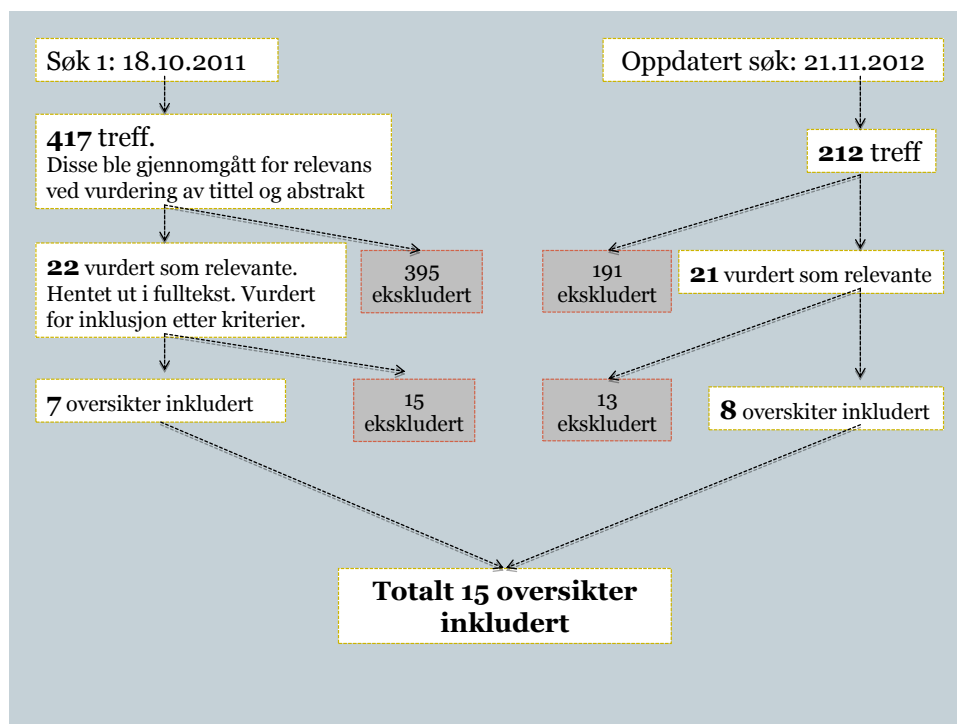 Søk 1: 18.10.2011
Oppdatert søk: 21.11.2012
417 treff.
Disse ble gjennomgått for relevans
ved vurdering av tittel og abstrakt
212 treff
22 vurdert som relevante.
Hentet ut i fulltekst. Vurdert
for inklusjon etter kriterier.
395
ekskludert
191
ekskludert
21 vurdert som relevante
7 oversikter inkludert
15
ekskludert
13
ekskludert
8 overskiter inkludert
Totalt 15 oversikter
inkludert